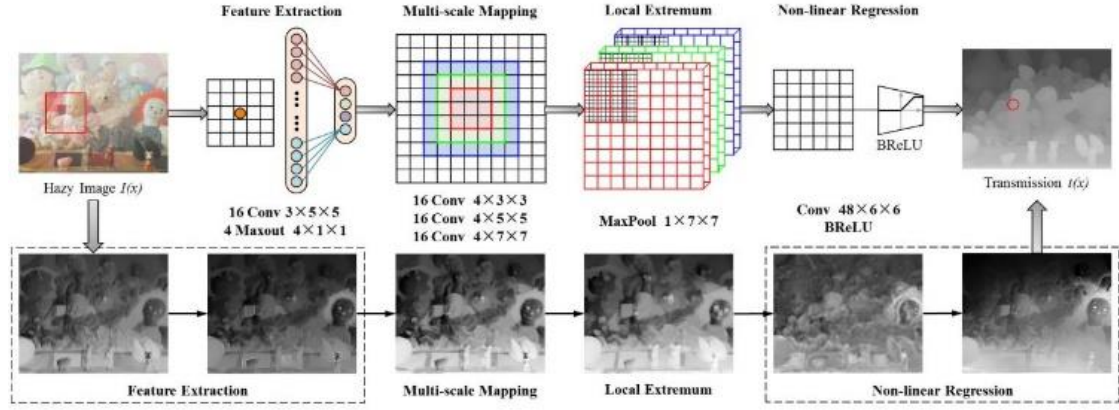 Feature Extraction
Multi-scale Mapping
Local Extremum
Non-linear Regression
BReLU
Hazy Image I(x)
Transmission t(x)
16 Conv 3×5×5
4 Maxout 4×1×1
16 Conv 4×3×3
16 Conv 4×5×5
16 Conv 4×7×7
MaxPool 1×7×7
Conv 48×6×6
BReLU
Feature Extraction
Multi-scale Mapping
Local Extremum
Non-linear Regression